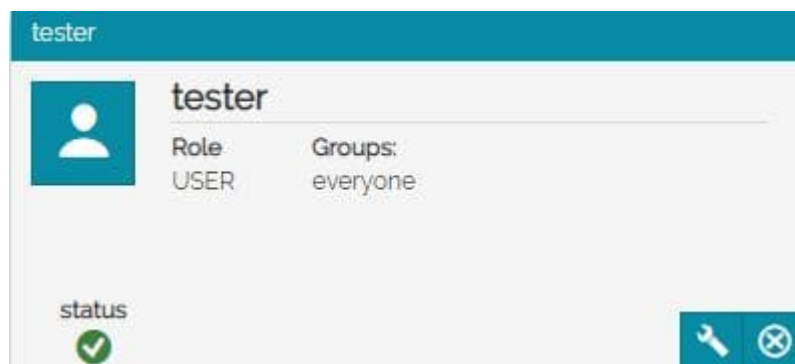 tester
tester
Role Groups:
USER everyone
status